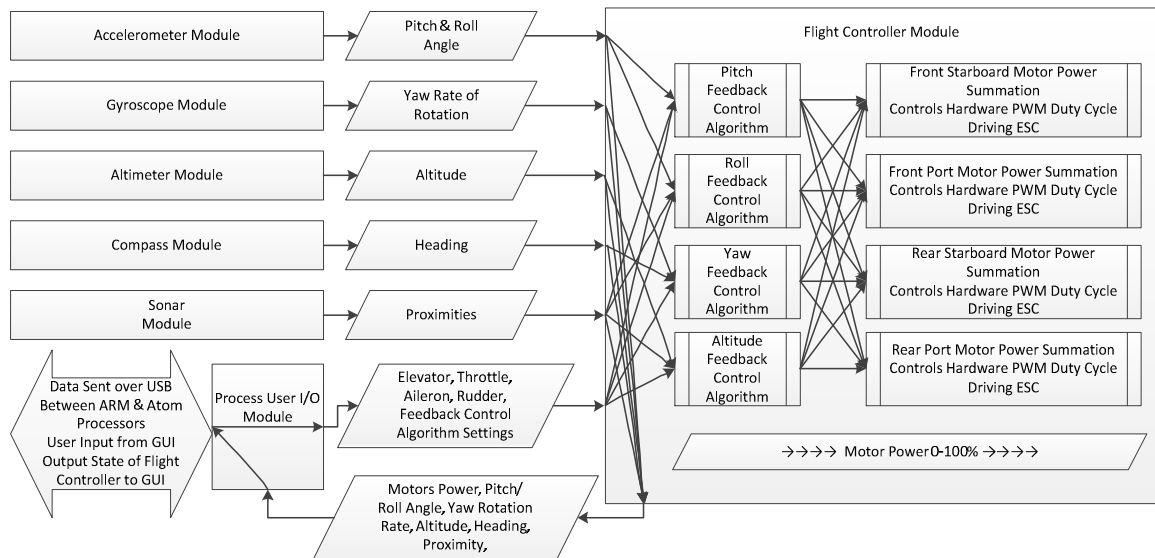 Accelerometer Module
Pitch & Roll
Angle
Gyroscope Module
Yaw Rate of
Rotation
Altimeter Module
Altitude
Compass Module
Heading
Sonar
Module
Proximities
Data Sent over USB
Between ARM & Atom
Processors
User Input from GUI
Output State of Flight
Controller to GUI
Process User I/O
Module
Elevator, Throttle,
Aileron, Rudder,
Feedback Control
Algorithm Settings
Motors Power, Pitch/
Roll Angle, Yaw Rotation
Rate, Altitude, Heading,
Proximity,
Flight Controller Module
Pitch
Feedback
Control
Algorithm
Roll
Feedback
Control
Algorithm
Yaw
Feedback
Control
Algorithm
Altitude
Feedback
Control
Algorithm
Front Starboard Motor Power
Summation
Controls Hardware PWM Duty Cycle
Driving ESC
Front Port Motor Power Summation
Controls Hardware PWM Duty Cycle
Driving ESC
Rear Starboard Motor Power
Summation
Controls Hardware PWM Duty Cycle
Driving ESC
Rear Port Motor Power Summation
Controls Hardware PWM Duty Cycle
Driving ESC
→→→→ Motor Power 0-100% →→→→